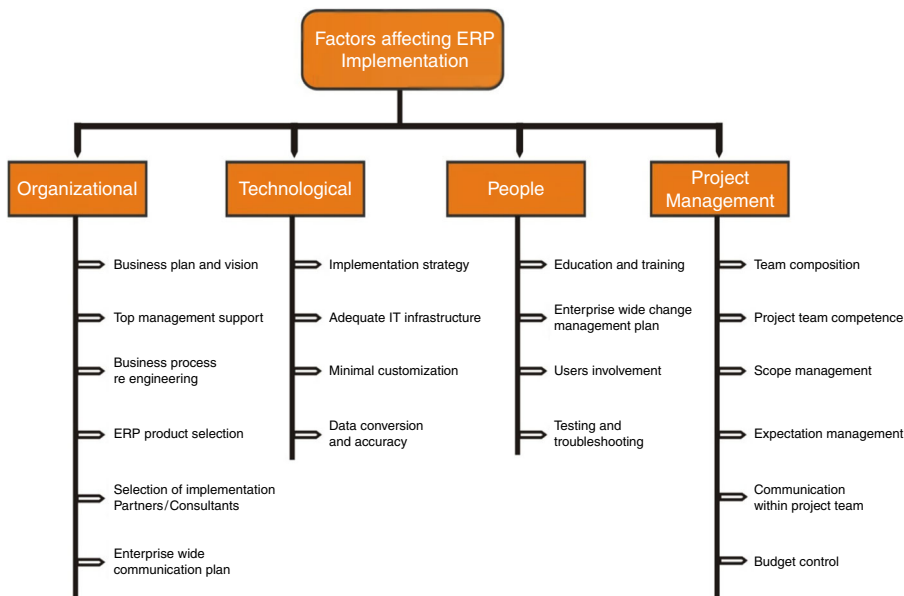 Factors affecting ERP
Implementation
Organizational
Technological
People
Project
Management
Business plan and vision
Top management support
Business process
re engineering
ERP product selection
Selection of implementation
Partners/Consultants
Enterprise wide
communication plan
Implementation strategy
Adequate IT infrastructure
Minimal customization
Data conversion
and accuracy
Education and training
Enterprise wide change
management plan
Users involvement
Testing and
troubleshooting
Team composition
Project team competence
Scope management
Expectation management
Communication
within project team
Budget control